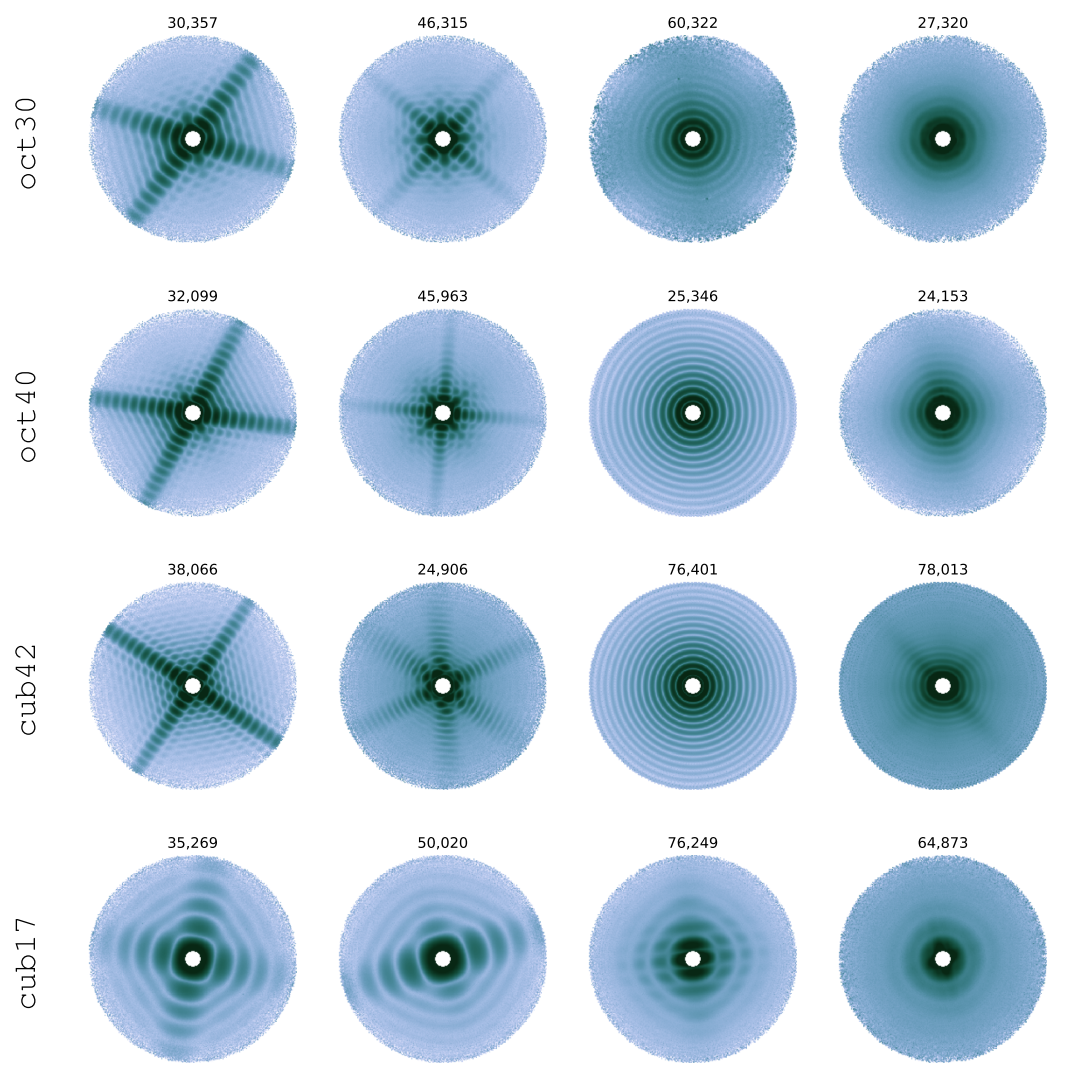 30,357 46,315 60,322 27,320
oct30
32,099 45,963 25,346 24,153
oct40
38,066 24,906 76,401 78,013
cub42
35,269 50,020 76,249 64,873
cub17